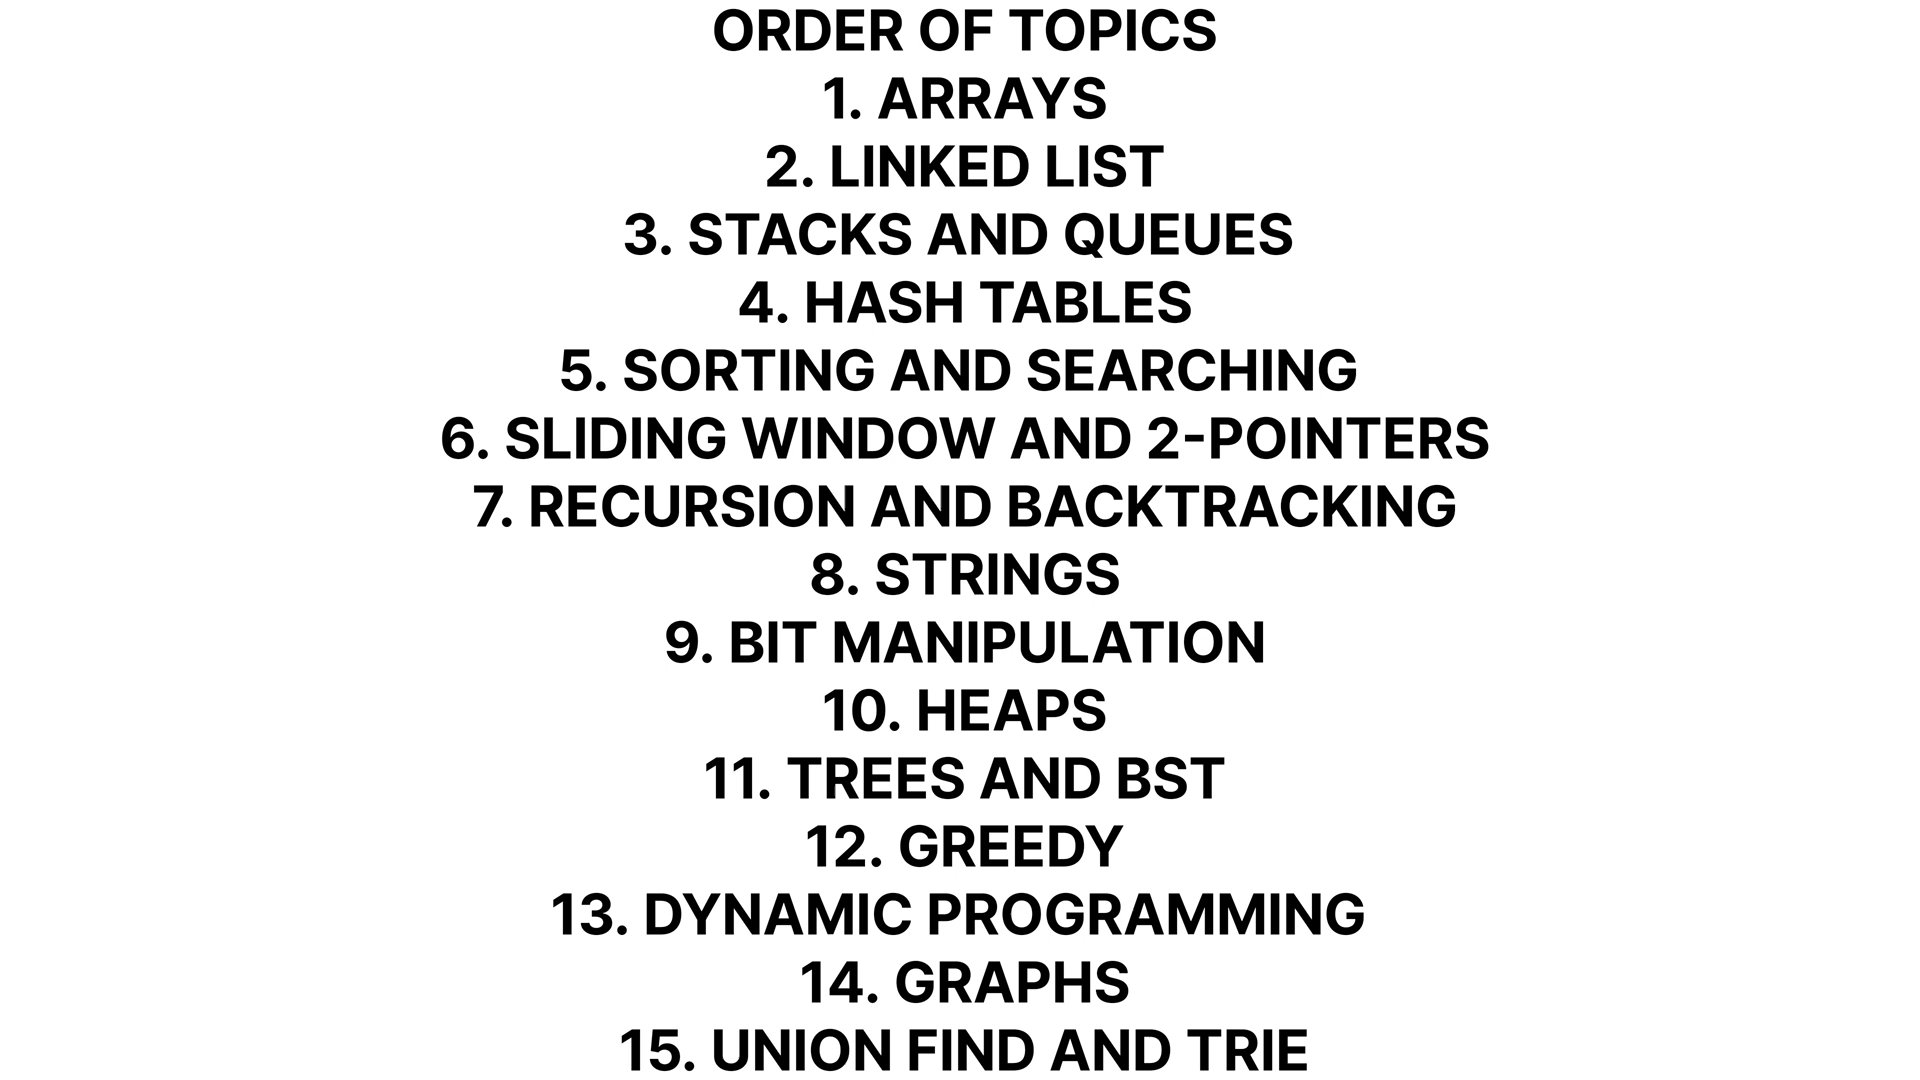 ORDER OF TOPICS
1. ARRAYS
2. LINKED LIST
3. STACKS AND QUEUES
4. HASH TABLES
5. SORTING AND SEARCHING
6. SLIDING WINDOW AND 2-POINTERS
7. RECURSION AND BACKTRACKING
8. STRINGS
9. BIT MANIPULATION
10. HEAPS
11. TREES AND BST
12. GREEDY
13. DYNAMIC PROGRAMMING
14. GRAPHS
15. UNION FIND AND TRIE